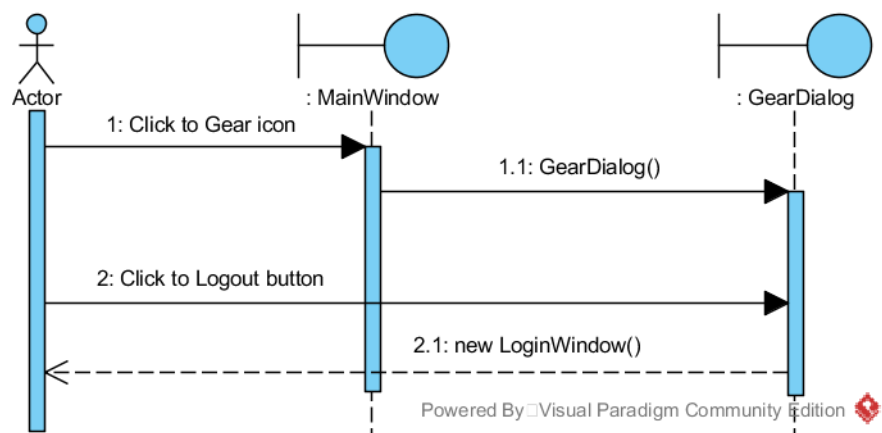 Actor
: MainWindow
: GearDialog
1: Click to Gear icon
1.1: GearDialog()
2: Click to Logout button
2.1: new LoginWindow()
Powered By Visual Paradigm Community Edition